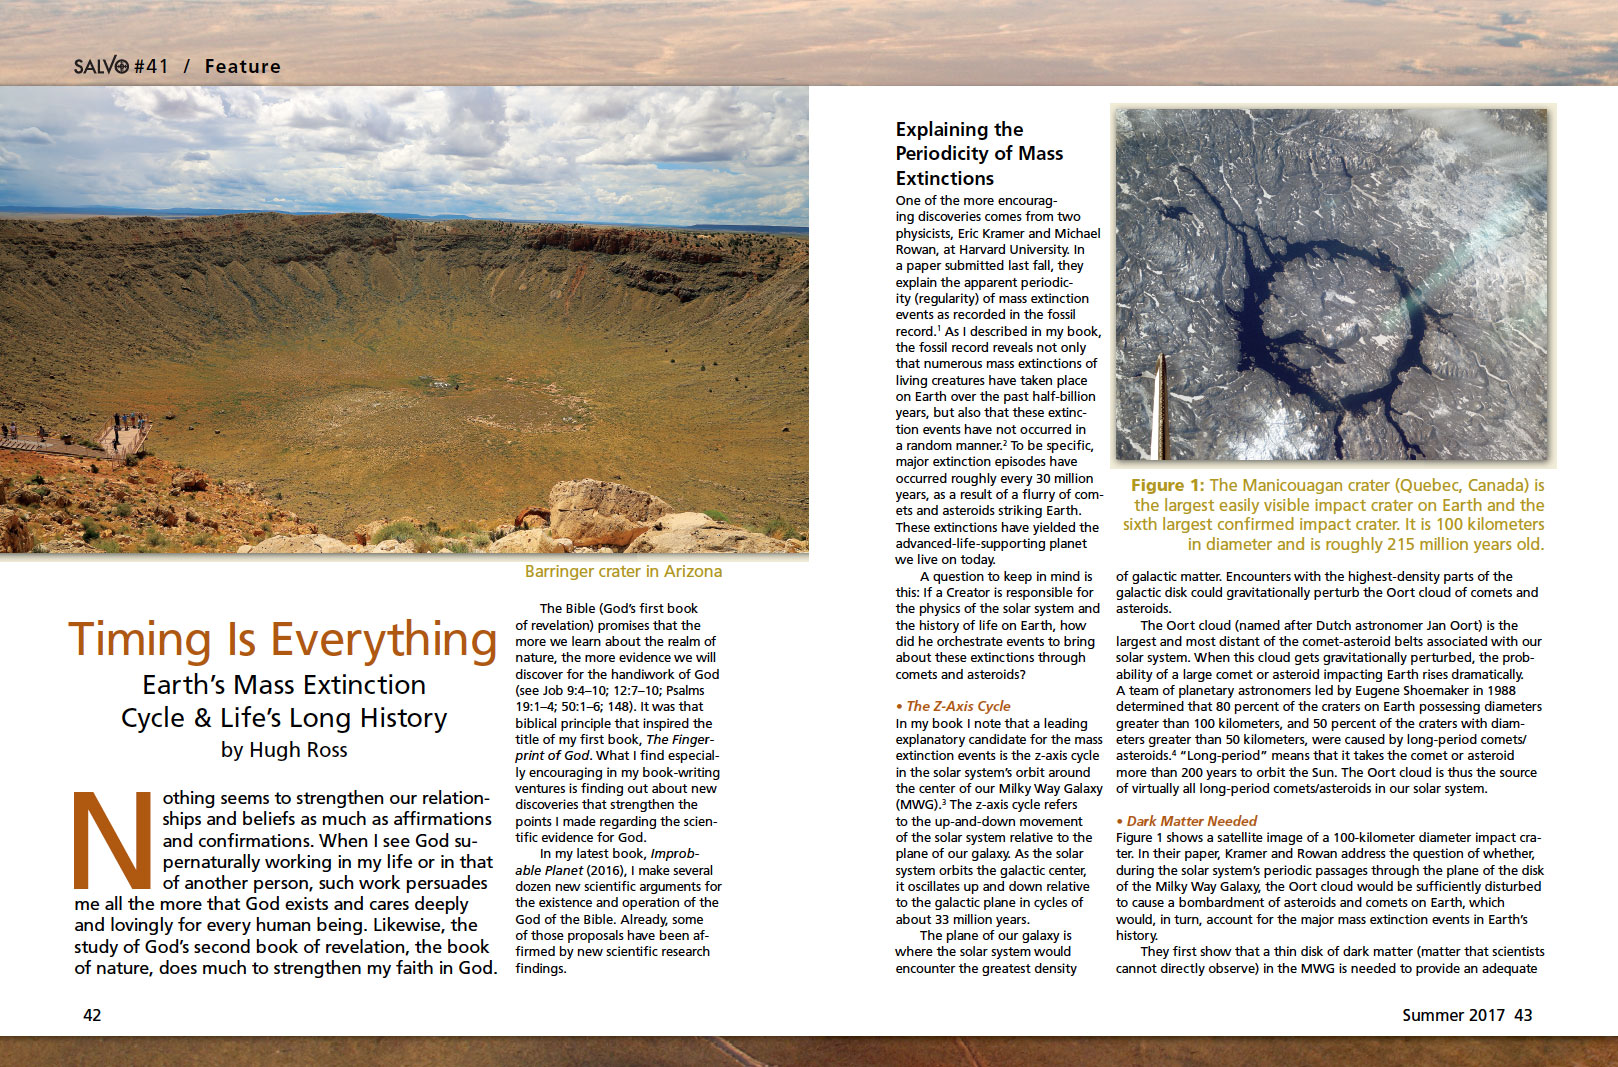 SALVO #41 / Feature
Barringer crater in Arizona
Timing Is Everything
Earth’s Mass Extinction
Cycle & Life’s Long History
by Hugh Ross
Nothing seems to strengthen our relation-
ships and beliefs as much as affirmations
and confirmations. When I see God su-
pernaturally working in my life or in that
of another person, such work persuades
me all the more that God exists and cares deeply
and lovingly for every human being. Likewise, the
study of God’s second book of revelation, the book
of nature, does much to strengthen my faith in God.
The Bible (God’s first book
of revelation) promises that the
more we learn about the realm of
nature, the more evidence we will
discover for the handiwork of God
(see Job 9:4–10; 12:7–10; Psalms
19:1–4; 50:1–6; 148). It was that
biblical principle that inspired the
title of my first book, The Finger-
print of God. What I find especial-
ly encouraging in my book-writing
ventures is finding out about new
discoveries that strengthen the
points I made regarding the scien-
tific evidence for God.
In my latest book, Improb-
able Planet (2016), I make several
dozen new scientific arguments for
the existence and operation of the
God of the Bible. Already, some
of those proposals have been af-
firmed by new scientific research
findings.
42
Explaining the
Periodicity of Mass
Extinctions
One of the more encourag-
ing discoveries comes from two
physicists, Eric Kramer and Michael
Rowan, at Harvard University. In
a paper submitted last fall, they
explain the apparent periodic-
ity (regularity) of mass extinction
events as recorded in the fossil
record.¹ As I described in my book,
the fossil record reveals not only
that numerous mass extinctions of
living creatures have taken place
on Earth over the past half-billion
years, but also that these extinc-
tion events have not occurred in
a random manner.² To be specific,
major extinction episodes have
occurred roughly every 30 million
years, as a result of a flurry of com-
ets and asteroids striking Earth.
These extinctions have yielded the
advanced-life-supporting planet
we live on today.
A question to keep in mind is
this: If a Creator is responsible for
the physics of the solar system and
the history of life on Earth, how
did he orchestrate events to bring
about these extinctions through
comets and asteroids?
• The Z-Axis Cycle
In my book I note that a leading
explanatory candidate for the mass
extinction events is the z-axis cycle
in the solar system’s orbit around
the center of our Milky Way Galaxy
(MWG).³ The z-axis cycle refers
to the up-and-down movement
of the solar system relative to the
plane of our galaxy. As the solar
system orbits the galactic center,
it oscillates up and down relative
to the galactic plane in cycles of
about 33 million years.
The plane of our galaxy is
where the solar system would
encounter the greatest density
Figure 1: The Manicouagan crater (Quebec, Canada) is
the largest easily visible impact crater on Earth and the
sixth largest confirmed impact crater. It is 100 kilometers
in diameter and is roughly 215 million years old.
of galactic matter. Encounters with the highest-density parts of the
galactic disk could gravitationally perturb the Oort cloud of comets and
asteroids.
The Oort cloud (named after Dutch astronomer Jan Oort) is the
largest and most distant of the comet-asteroid belts associated with our
solar system. When this cloud gets gravitationally perturbed, the prob-
ability of a large comet or asteroid impacting Earth rises dramatically.
A team of planetary astronomers led by Eugene Shoemaker in 1988
determined that 80 percent of the craters on Earth possessing diameters
greater than 100 kilometers, and 50 percent of the craters with diam-
eters greater than 50 kilometers, were caused by long-period comets/
asteroids.⁴ “Long-period” means that it takes the comet or asteroid
more than 200 years to orbit the Sun. The Oort cloud is thus the source
of virtually all long-period comets/asteroids in our solar system.
• Dark Matter Needed
Figure 1 shows a satellite image of a 100-kilometer diameter impact cra-
ter. In their paper, Kramer and Rowan address the question of whether,
during the solar system’s periodic passages through the plane of the disk
of the Milky Way Galaxy, the Oort cloud would be sufficiently disturbed
to cause a bombardment of asteroids and comets on Earth, which
would, in turn, account for the major mass extinction events in Earth’s
history.
They first show that a thin disk of dark matter (matter that scientists
cannot directly observe) in the MWG is needed to provide an adequate
Summer 2017 43